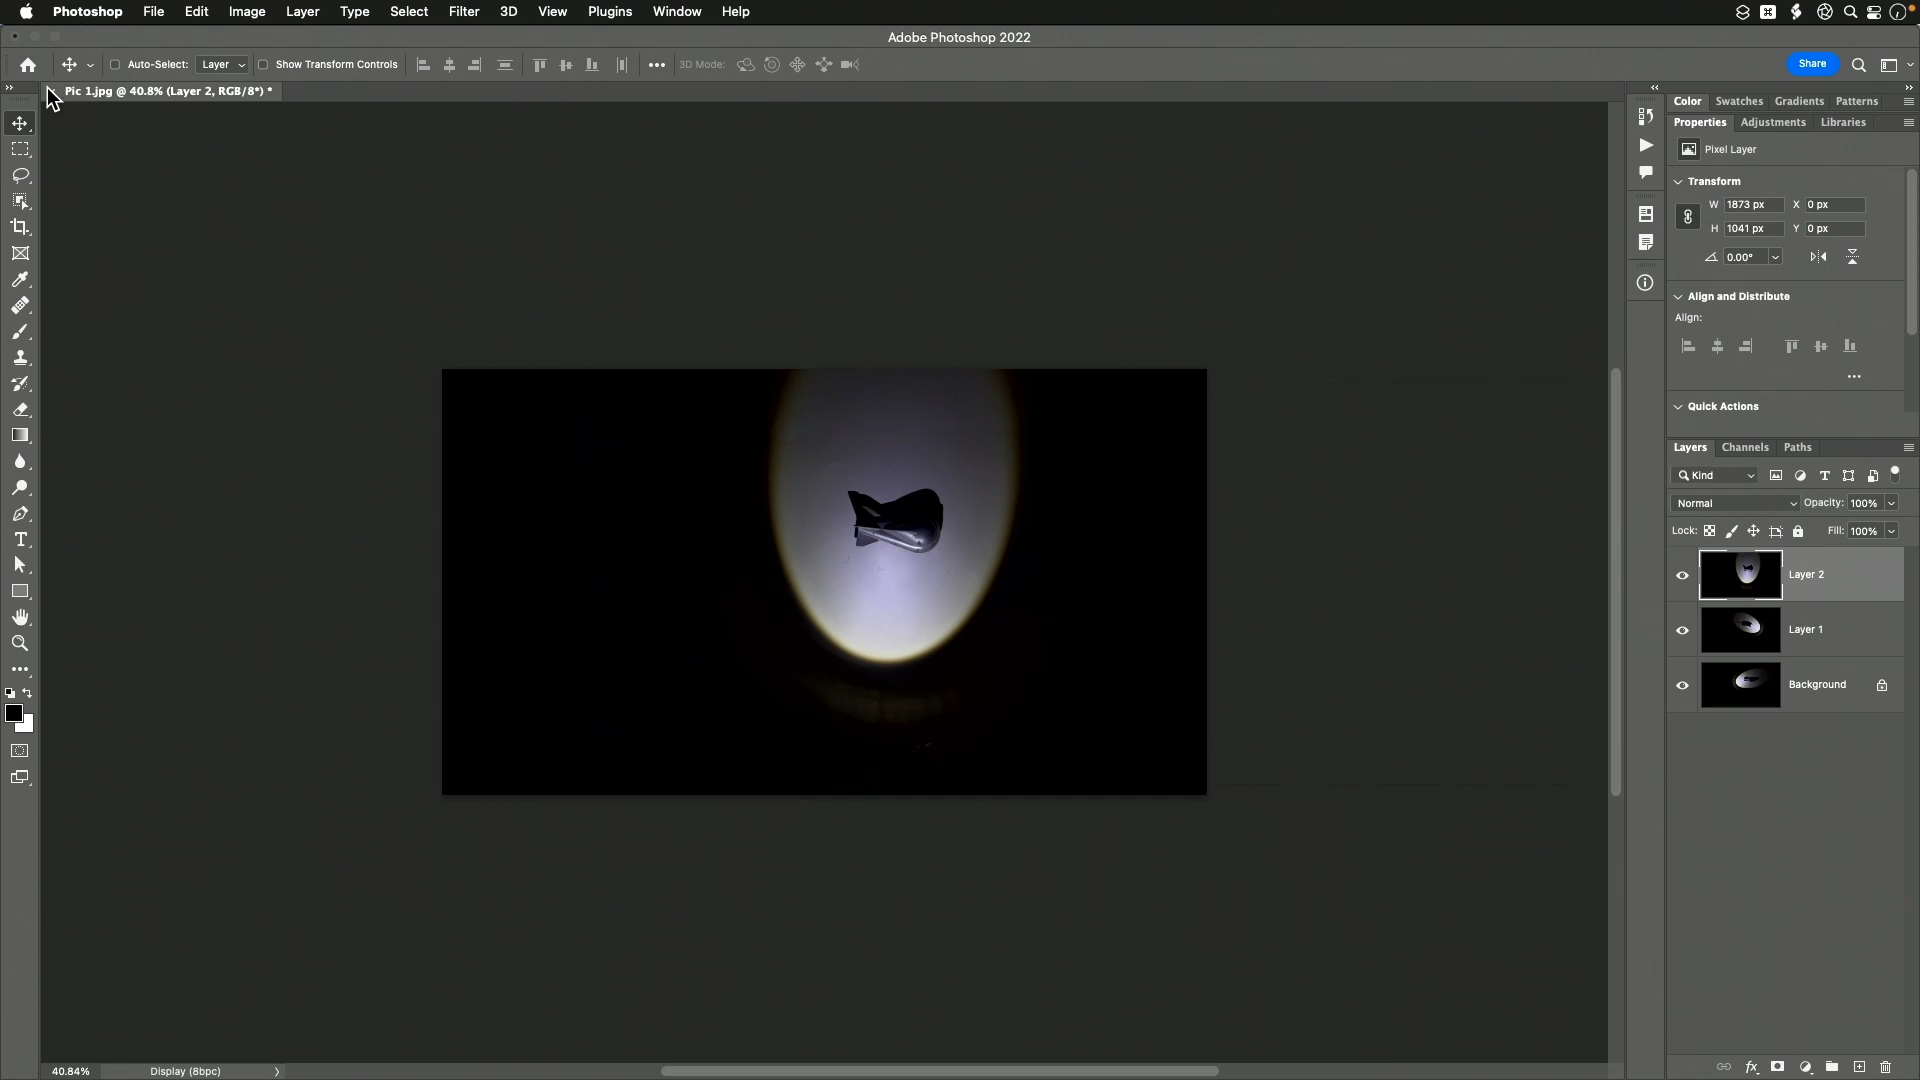 Photoshop File Edit Image Layer Type Select Filter 3D View Plugins Window Help
Adobe Photoshop 2022
Auto-Select: Layer Show Transform Controls 3D Mode: Share
Pic 1.jpg @ 40.8% (Layer 2, RGB/8*) *
Color Swatches Gradients Patterns
Properties Adjustments Libraries
Pixel Layer
Transform
W 1873 px X 0 px
H 1041 px Y 0 px
0.00°
Align and Distribute
Align:
Quick Actions
Layers Channels Paths
Kind
Normal Opacity: 100%
Lock: Fill: 100%
Layer 2
Layer 1
Background
40.84% Display (8bpc)